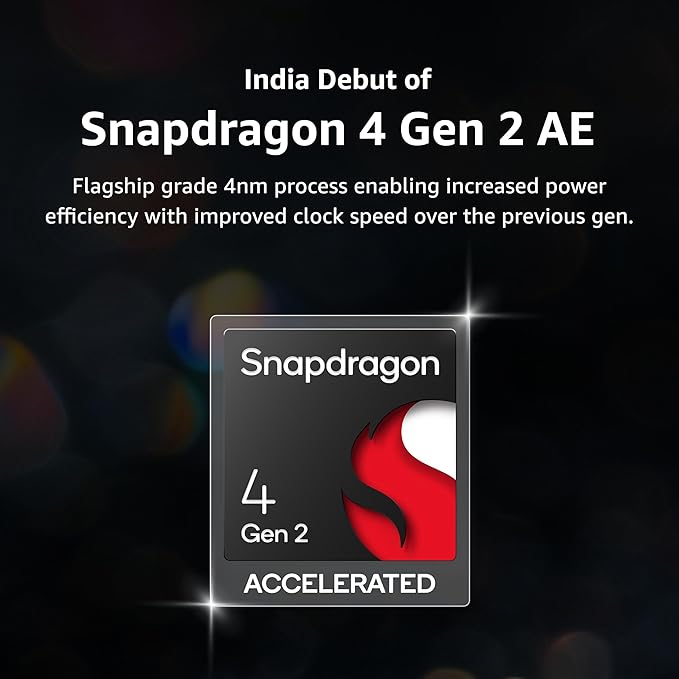 India Debut of
Snapdragon 4 Gen 2 AE
Flagship grade 4nm process enabling increased power
efficiency with improved clock speed over the previous gen.
Snapdragon
4
Gen 2
ACCELERATED